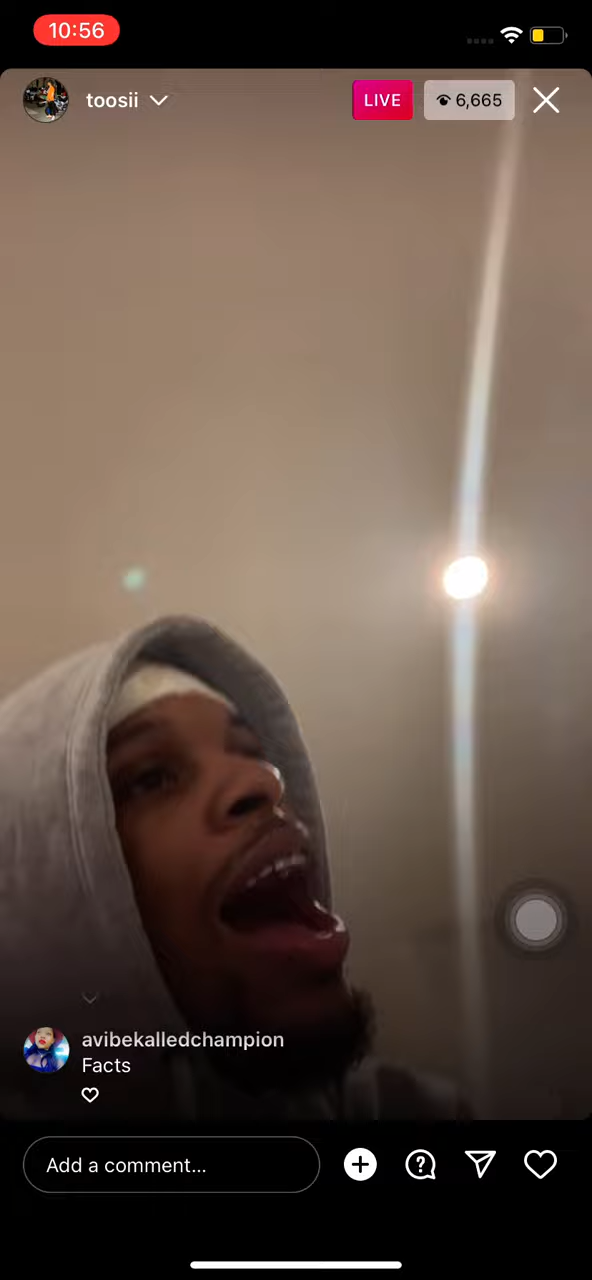 10:56
toosii
LIVE
6,665
avibekalledchampion
Facts
Add a comment...